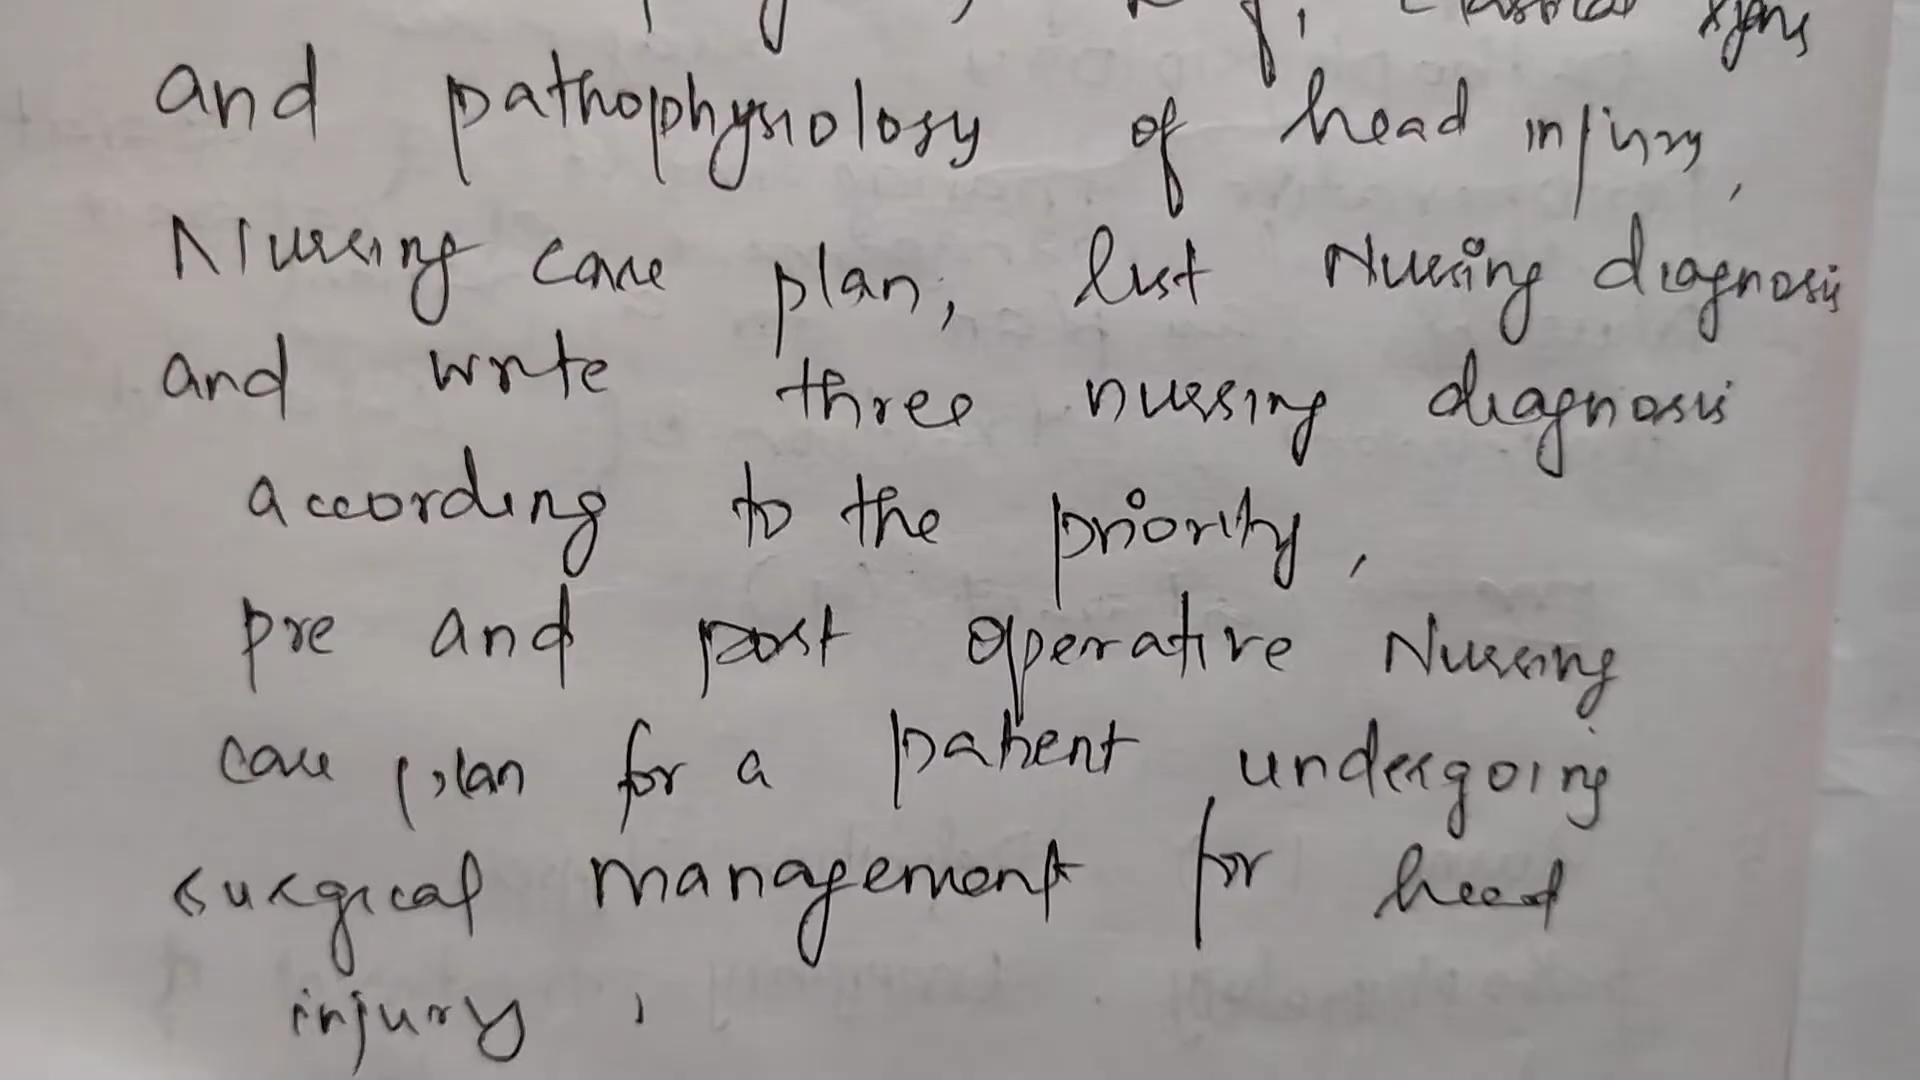 signs
and pathophysiology of head injury,
Nursing care plan, list Nursing diagnosis
and write three nursing diagnosis
according to the priority,
pre and post operative Nursing
care plan for a patient undergoing
surgical management for head
injury,